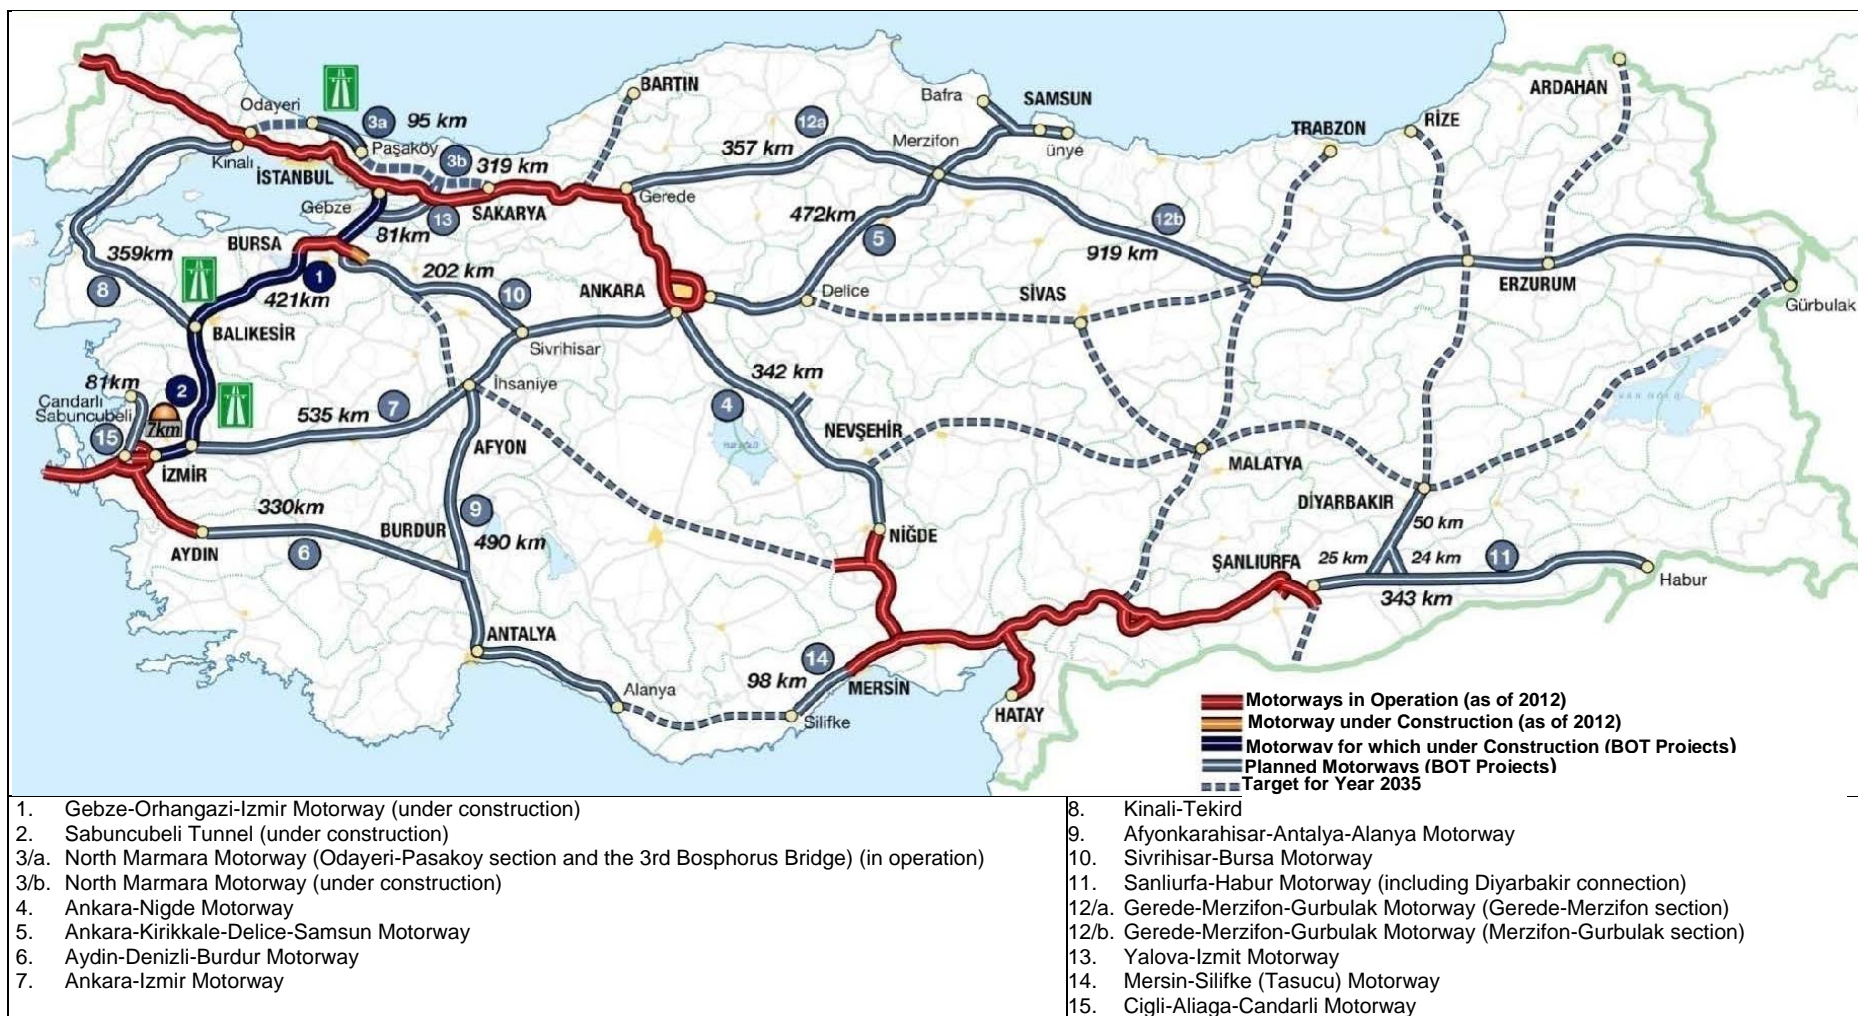 BARTIN
ARDAHAN
Bafra
SAMSUN
Odayeri
3a
95 km
12a
TRABZON
RİZE
Paşaköy
Merzifon
ünye
Kınalı
3b
319 km
357 km
İSTANBUL
Gebze
SAKARYA
Gerede
13
81km
472km
5
12b
359km
BURSA
919 km
8
1
421km
202 km
10
ANKARA
Delice
SİVAS
ERZURUM
Gürbulak
BALIKESİR
Sivrihisar
81km
2
İhsaniye
342 km
Çandarlı
Sabuncubeli
7km
535 km
7
4
NEVŞEHİR
15
AFYON
İZMİR
MALATYA
330km
9
DİYARBAKIR
BURDUR
50 km
AYDIN
6
490 km
NİĞDE
ŞANLIURFA
25 km
24 km
11
Habur
343 km
ANTALYA
14
98 km
MERSİN
Alanya
Silifke
HATAY
Motorways in Operation (as of 2012)
Motorway under Construction (as of 2012)
Motorway for which under Construction (BOT Projects)
Planned Motorways (BOT Projects)
Target for Year 2035
1. Gebze-Orhangazi-Izmir Motorway (under construction)
2. Sabuncubeli Tunnel (under construction)
3/a. North Marmara Motorway (Odayeri-Pasakoy section and the 3rd Bosphorus Bridge) (in operation)
3/b. North Marmara Motorway (under construction)
4. Ankara-Nigde Motorway
5. Ankara-Kirikkale-Delice-Samsun Motorway
6. Aydin-Denizli-Burdur Motorway
7. Ankara-Izmir Motorway
8. Kinali-Tekird
9. Afyonkarahisar-Antalya-Alanya Motorway
10. Sivrihisar-Bursa Motorway
11. Sanliurfa-Habur Motorway (including Diyarbakir connection)
12/a. Gerede-Merzifon-Gurbulak Motorway (Gerede-Merzifon section)
12/b. Gerede-Merzifon-Gurbulak Motorway (Merzifon-Gurbulak section)
13. Yalova-Izmit Motorway
14. Mersin-Silifke (Tasucu) Motorway
15. Cigli-Aliaga-Candarli Motorway